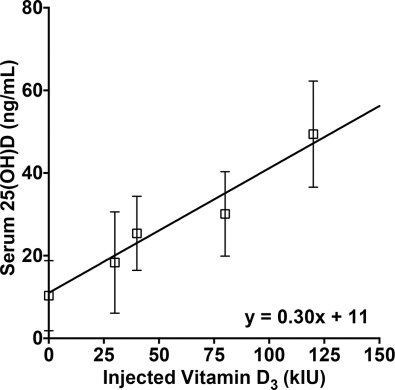 80
60
40
20
0
Serum 25(OH)D (ng/mL)
y = 0.30x + 11
0 25 50 75 100 125 150
Injected Vitamin D₃ (kIU)